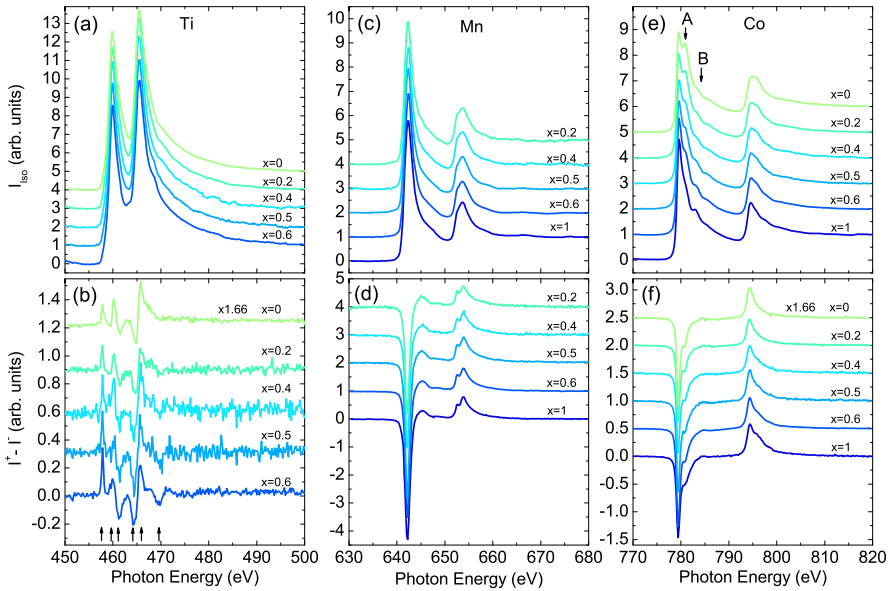 (a) Ti
13
12
11
10
9
8
7
6
5
4
3
2
1
0
I_Iso (arb. units)
x=0
x=0.2
x=0.4
x=0.5
x=0.6
(c) Mn
10
9
8
7
6
5
4
3
2
1
0
x=0.2
x=0.4
x=0.5
x=0.6
x=1
(e) A Co
B
9
8
7
6
5
4
3
2
1
0
x=0
x=0.2
x=0.4
x=0.5
x=0.6
x=1
(b)
1.4
1.2
1.0
0.8
0.6
0.4
0.2
0.0
-0.2
I⁺- I⁻ (arb. units)
x1.66 x=0
x=0.2
x=0.4
x=0.5
x=0.6
450 460 470 480 490 500
Photon Energy (eV)
(d)
5
4
3
2
1
0
-1
-2
-3
-4
x=0.2
x=0.4
x=0.5
x=0.6
x=1
630 640 650 660 670 680
Photon Energy (eV)
(f)
3.0
2.5
2.0
1.5
1.0
0.5
0.0
-0.5
-1.0
-1.5
x1.66 x=0
x=0.2
x=0.4
x=0.5
x=0.6
x=1
770 780 790 800 810 820
Photon Energy (eV)